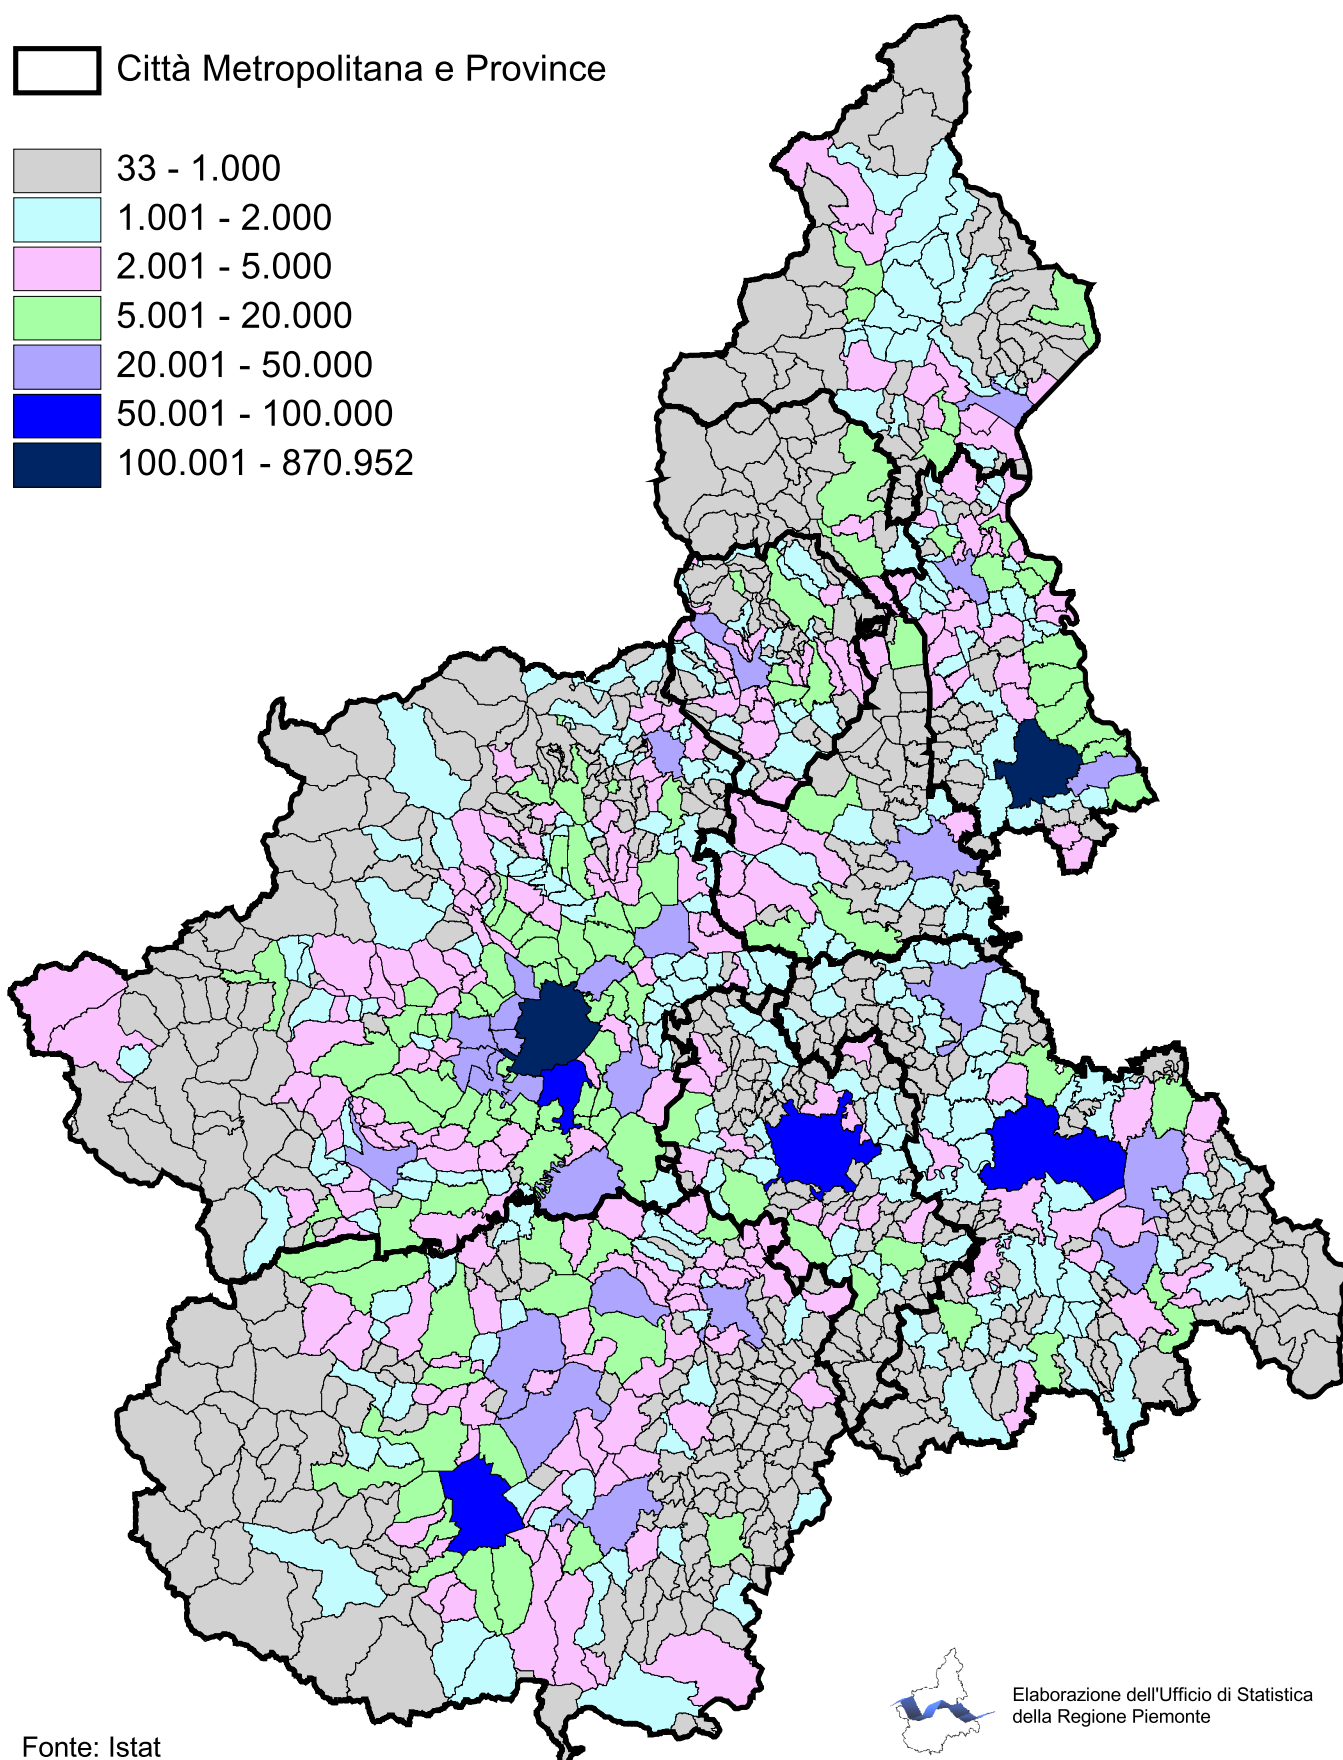 Città Metropolitana e Province
33 - 1.000
1.001 - 2.000
2.001 - 5.000
5.001 - 20.000
20.001 - 50.000
50.001 - 100.000
100.001 - 870.952
Elaborazione dell'Ufficio di Statistica
della Regione Piemonte
Fonte: Istat